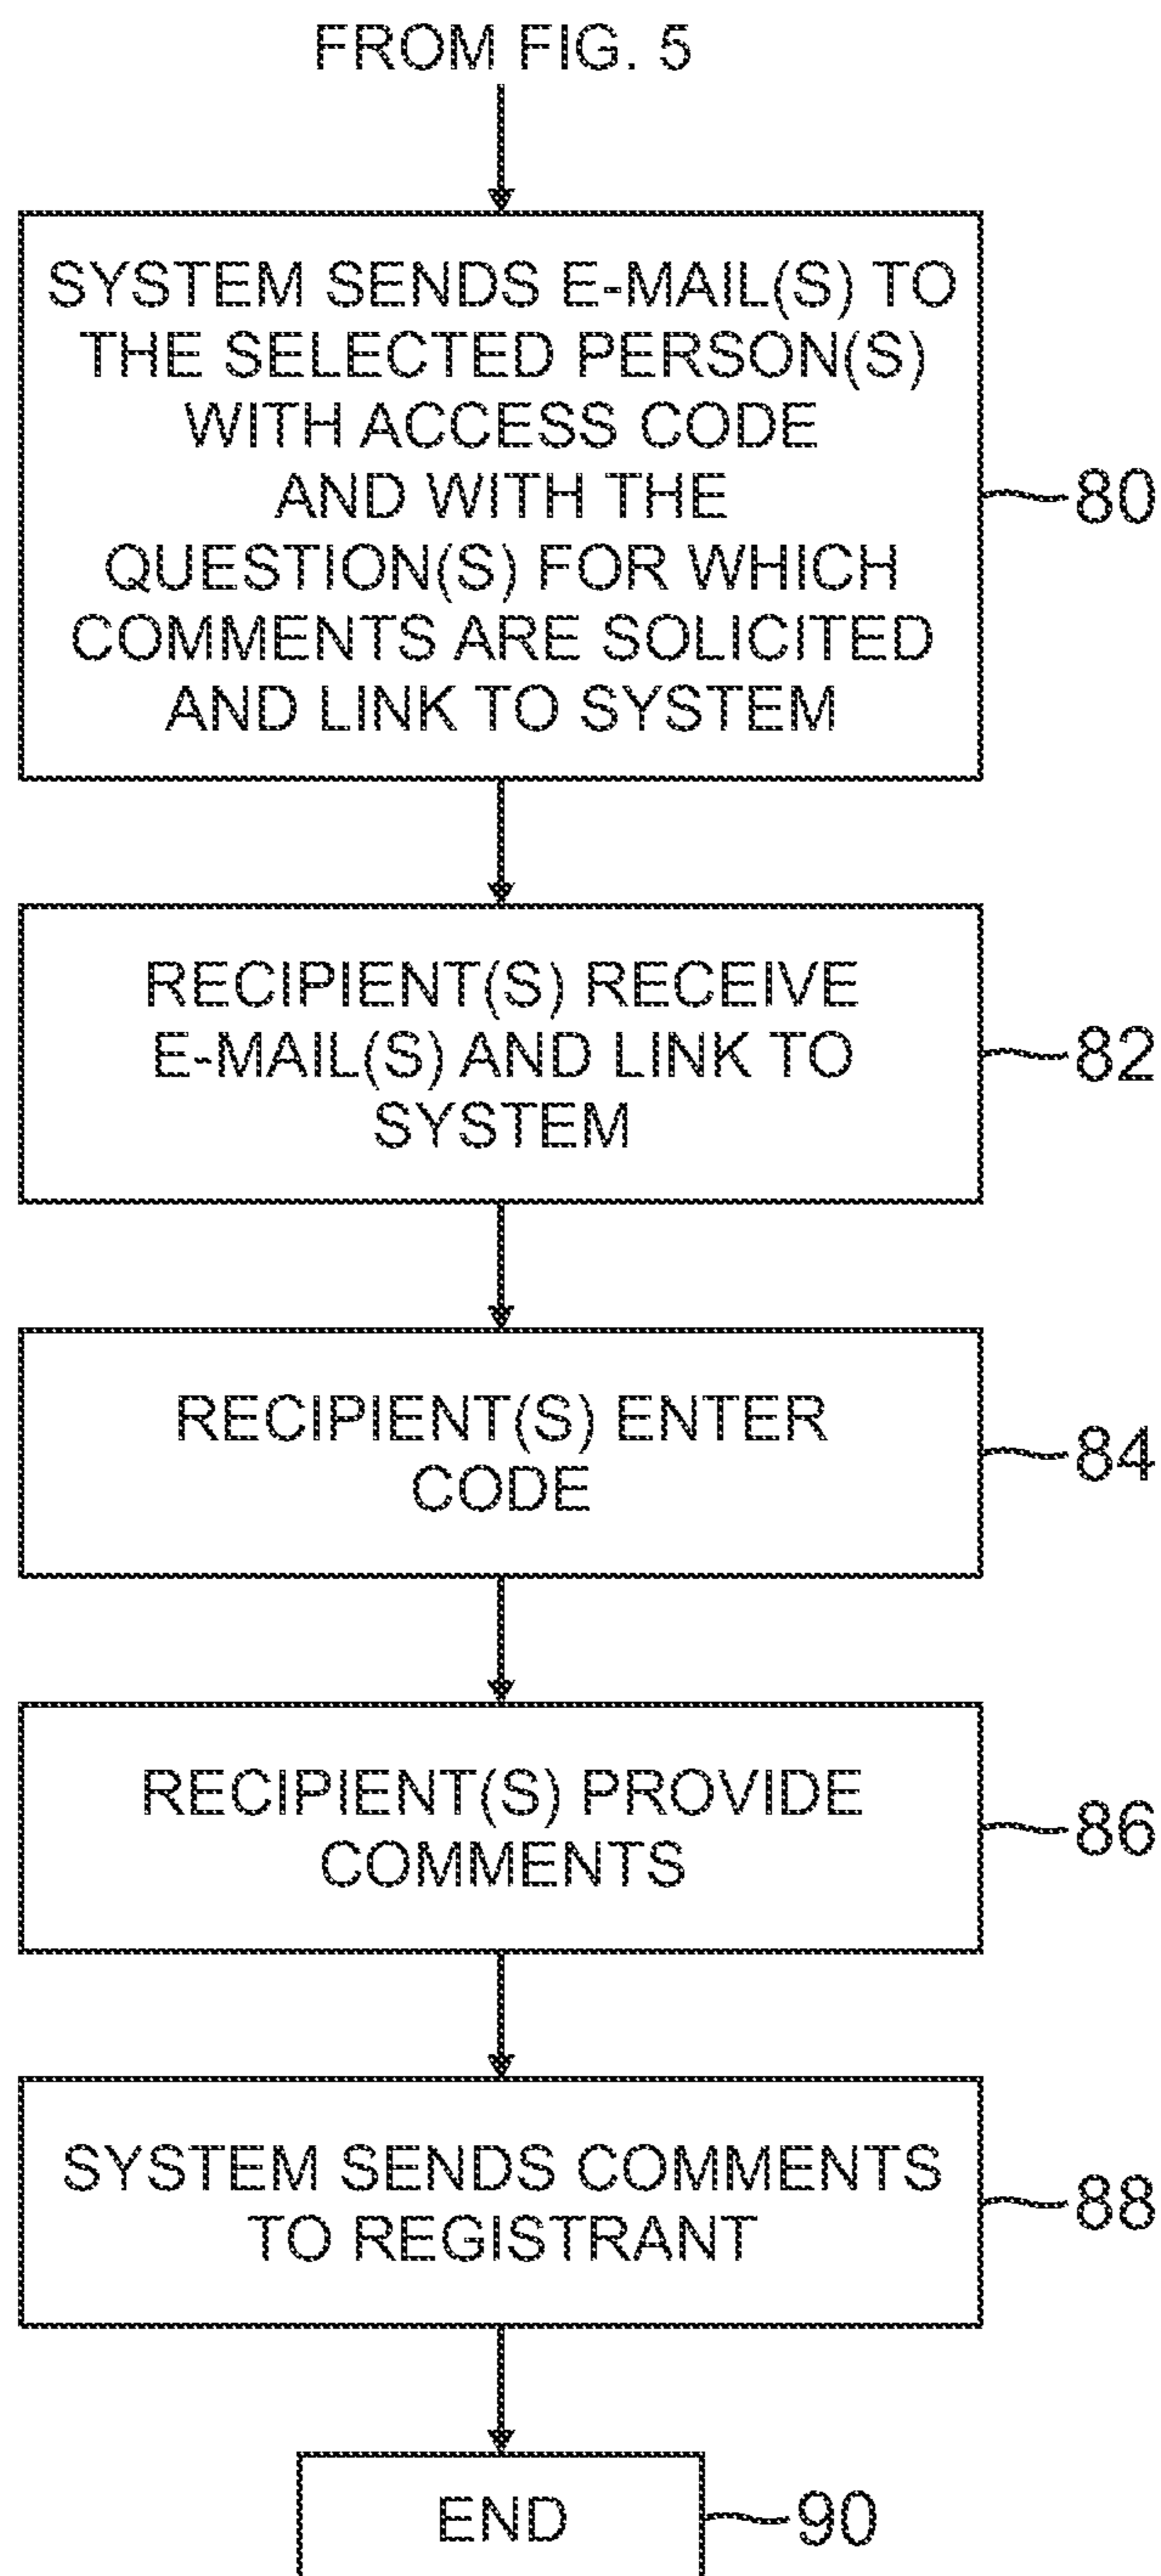 FROM FIG. 5
SYSTEM SENDS E-MAIL(S) TO
THE SELECTED PERSON(S)
WITH ACCESS CODE
AND WITH THE
QUESTION(S) FOR WHICH
COMMENTS ARE SOLICITED
AND LINK TO SYSTEM
80
RECIPIENT(S) RECEIVE
E-MAIL(S) AND LINK TO
SYSTEM
82
RECIPIENT(S) ENTER
CODE
84
RECIPIENT(S) PROVIDE
COMMENTS
86
SYSTEM SENDS COMMENTS
TO REGISTRANT
88
END
90